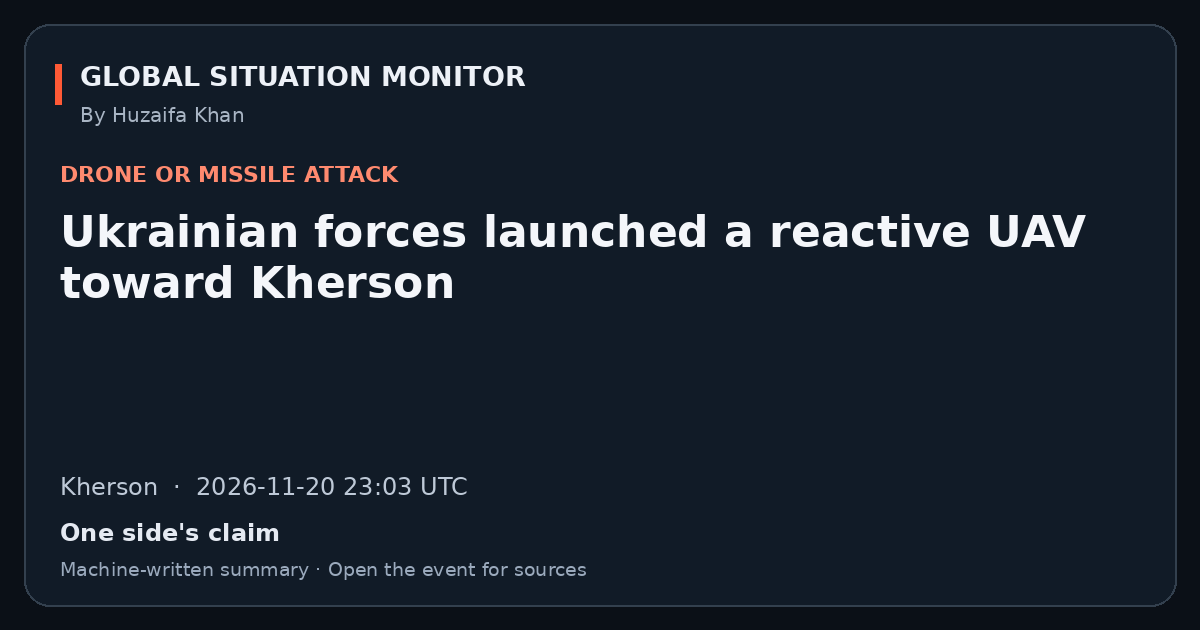 GLOBAL SITUATION MONITOR
By Huzaifa Khan
DRONE OR MISSILE ATTACK
Ukrainian forces launched a reactive UAV
toward Kherson
Kherson · 2026-11-20 23:03 UTC
One side's claim
Machine-written summary · Open the event for sources